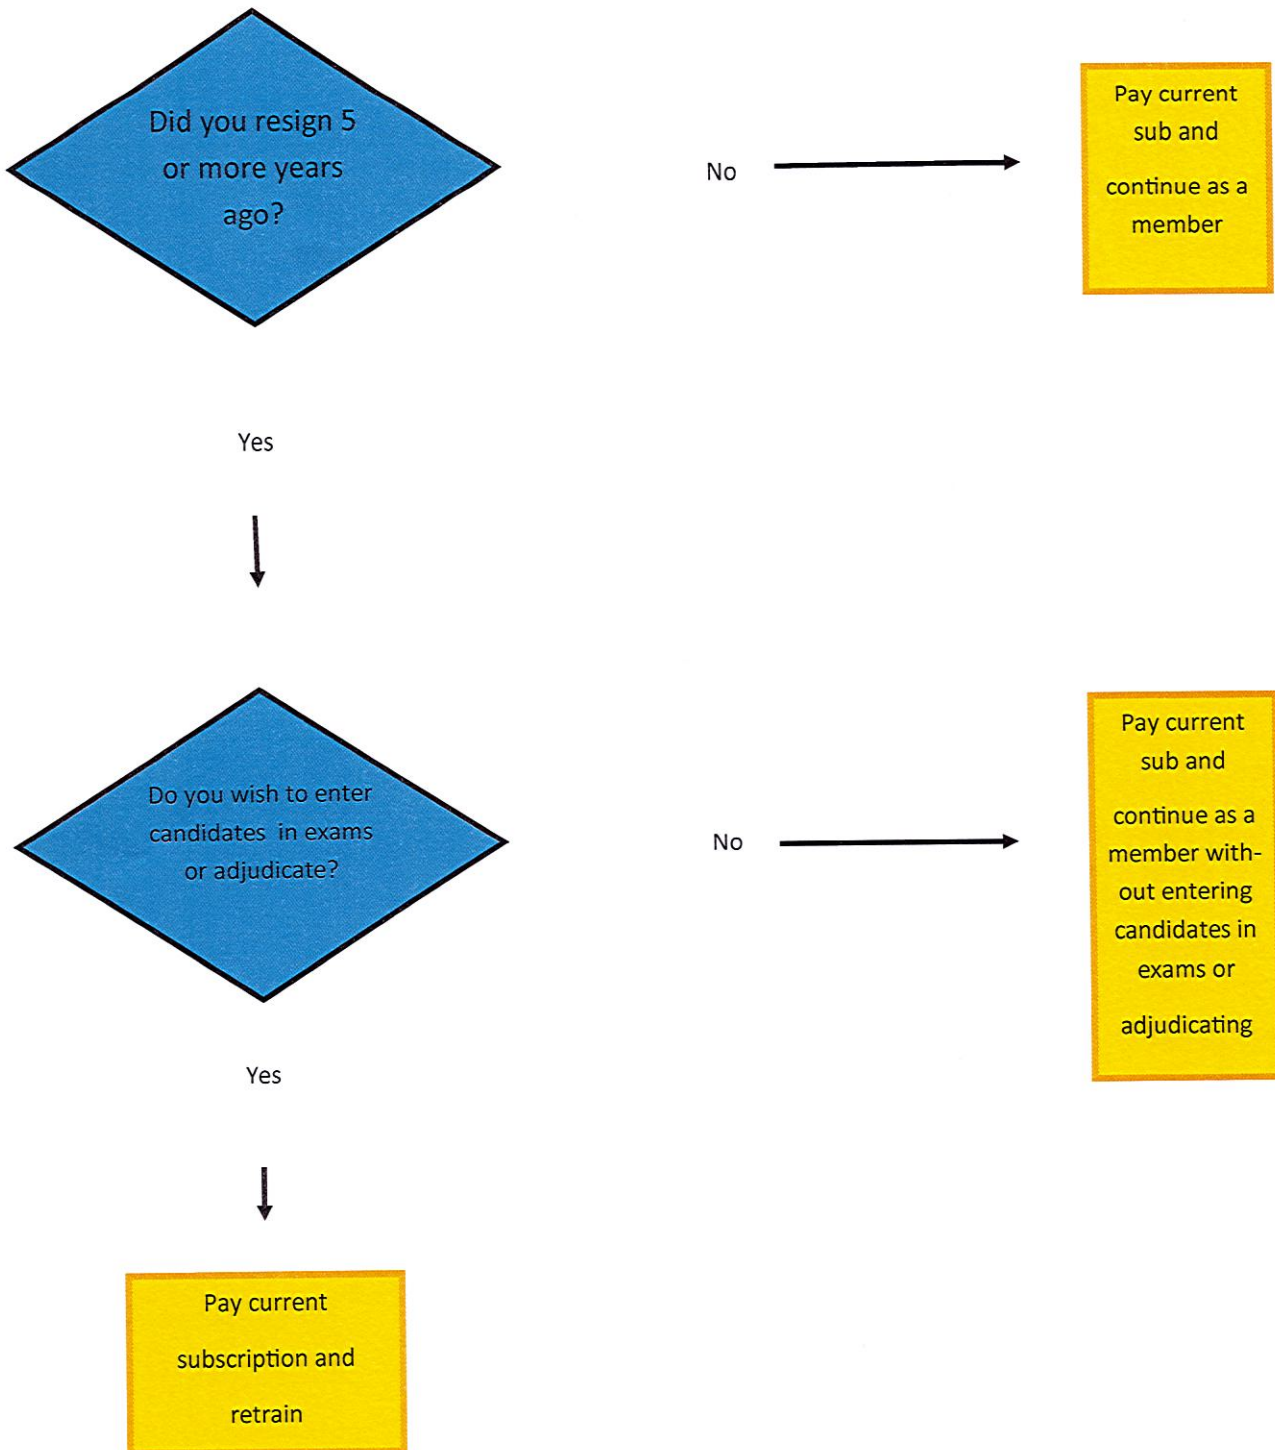 Did you resign 5
or more years
ago?
No
Pay current
sub and
continue as a
member
Yes
Do you wish to enter
candidates in exams
or adjudicate?
No
Pay current
sub and
continue as a
member with-
out entering
candidates in
exams or
adjudicating
Yes
Pay current
subscription and
retrain